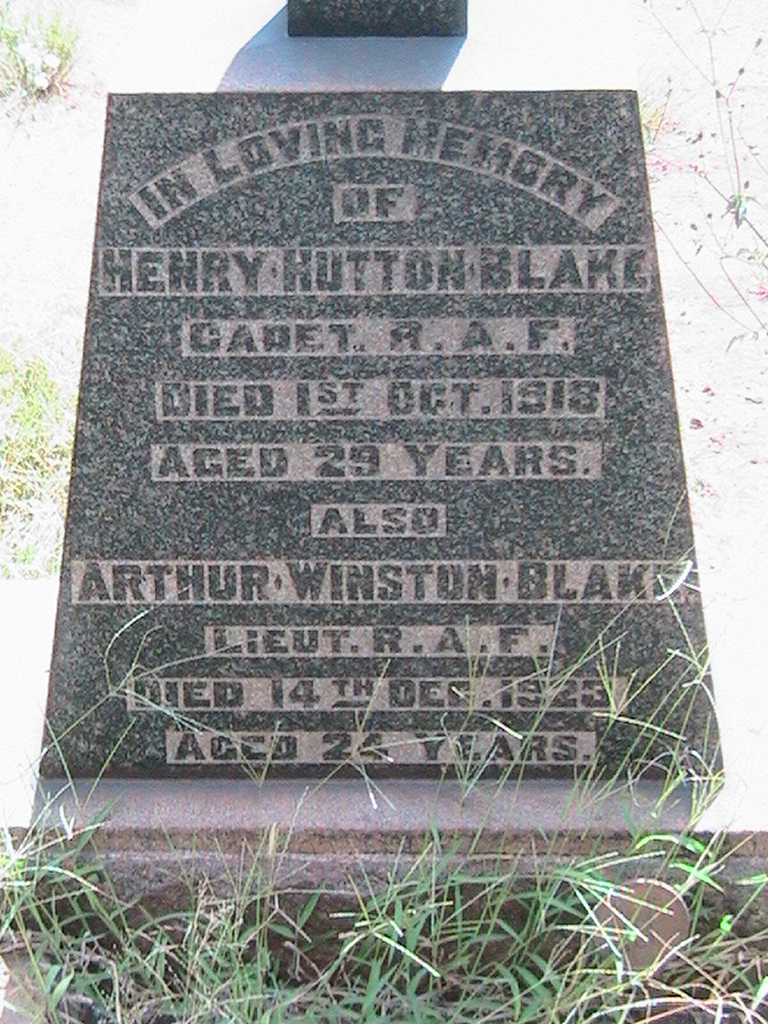 IN LOVING MEMORY
OF
HENRY · HUTTON · BLAKE
CADET. R. A. F.
DIED 1ST OCT. 1918
AGED 29 YEARS.
ALSO
ARTHUR · WINSTON · BLAKE
LIEUT. R. A. F.
DIED 14TH DEC. 1923
AGED 24 YEARS.